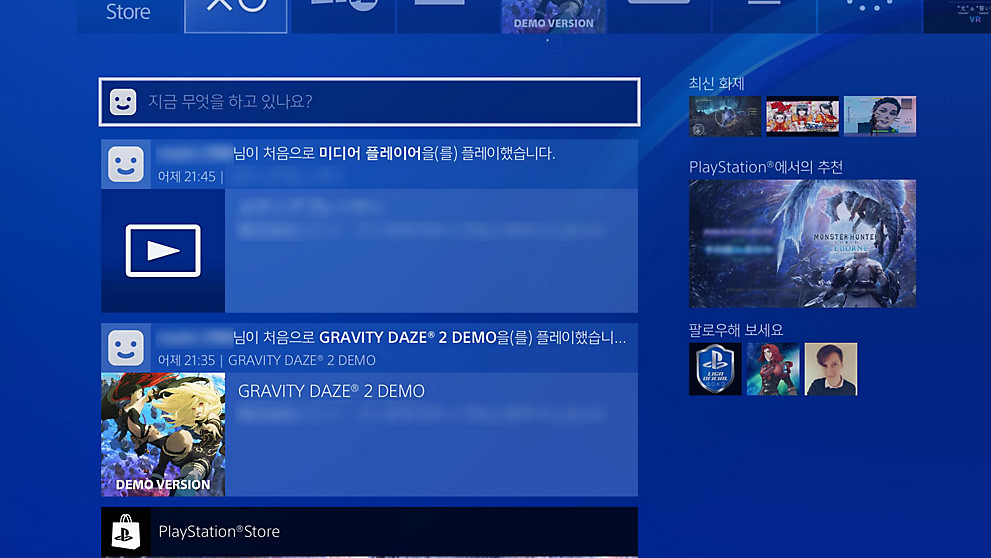 Store
DEMO VERSION
VR
지금 무엇을 하고 있나요?
님이 처음으로 미디어 플레이어을(를) 플레이했습니다.
어제 21:45 |
님이 처음으로 GRAVITY DAZE® 2 DEMO을(를) 플레이했습니...
어제 21:35 | GRAVITY DAZE® 2 DEMO
GRAVITY DAZE® 2 DEMO
DEMO VERSION
PlayStation®Store
최신 화제
PlayStation®에서의 추천
MONSTER HUNTER
팔로우해 보세요
LIGA
OFICIAL